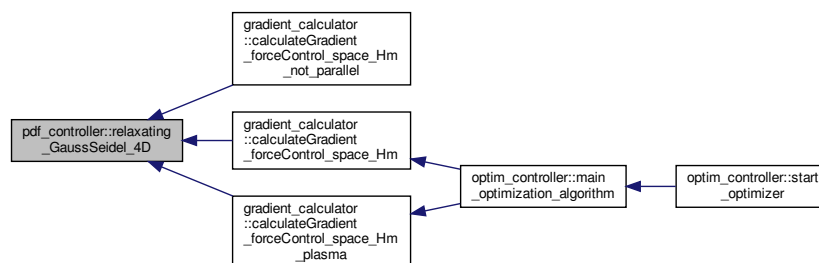 gradient_calculator
::calculateGradient
_forceControl_space_Hm
_not_parallel
pdf_controller::relaxating
_GaussSeidel_4D
gradient_calculator
::calculateGradient
_forceControl_space_Hm
optim_controller::main
_optimization_algorithm
optim_controller::start
_optimizer
gradient_calculator
::calculateGradient
_forceControl_space_Hm
_plasma